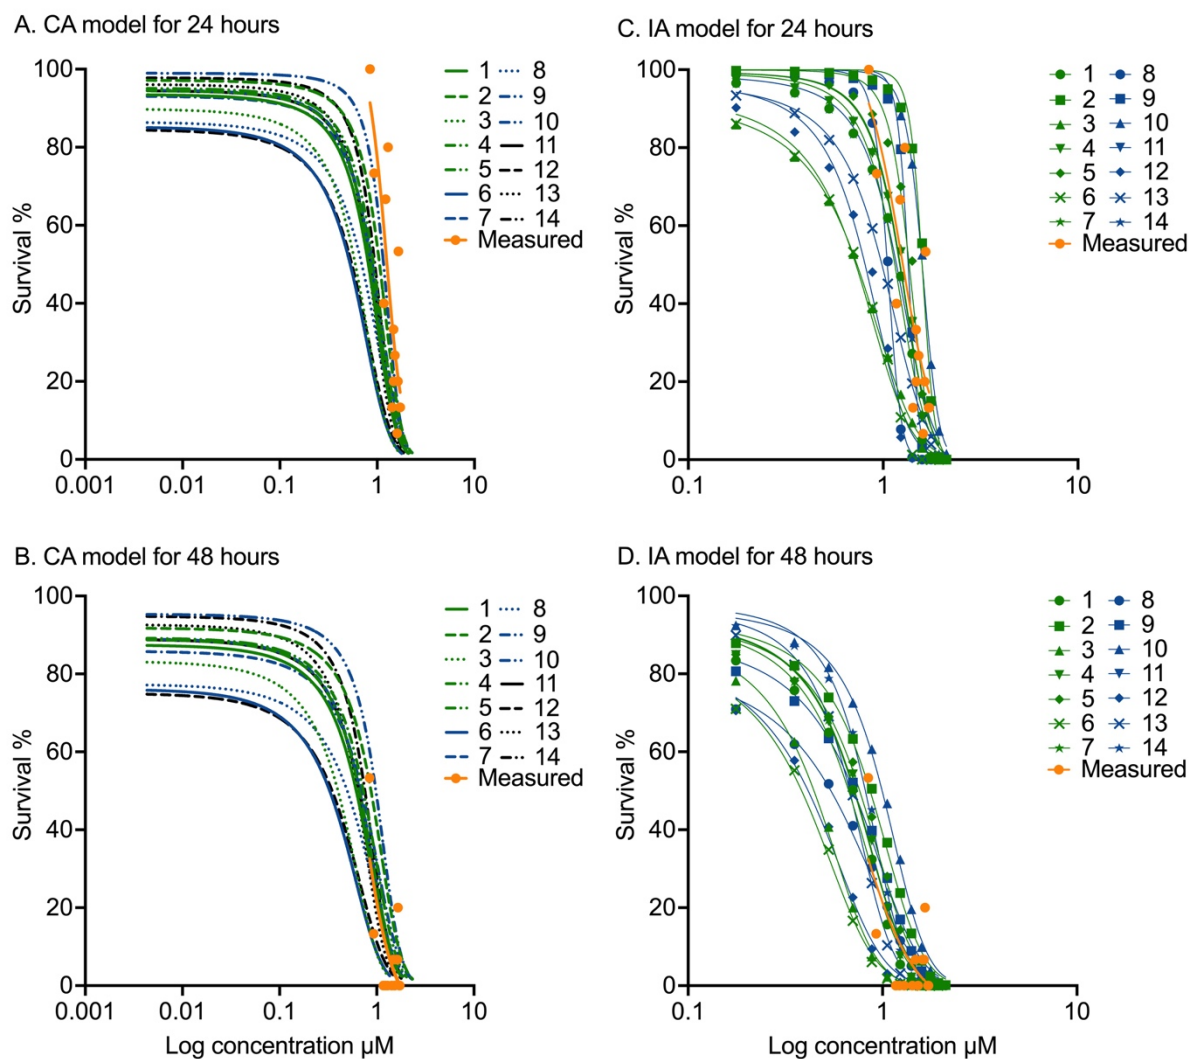 A. CA model for 24 hours
Survival %
100
80
60
40
20
0
0.001 0.01 0.1 1 10
1 8
2 9
3 10
4 11
5 12
6 13
7 14
Measured
C. IA model for 24 hours
Survival %
100
80
60
40
20
0
0.1 1 10
1 8
2 9
3 10
4 11
5 12
6 13
7 14
Measured
B. CA model for 48 hours
Survival %
100
80
60
40
20
0
0.001 0.01 0.1 1 10
Log concentration µM
1 8
2 9
3 10
4 11
5 12
6 13
7 14
Measured
D. IA model for 48 hours
Survival %
100
80
60
40
20
0
0.1 1 10
Log concentration µM
1 8
2 9
3 10
4 11
5 12
6 13
7 14
Measured